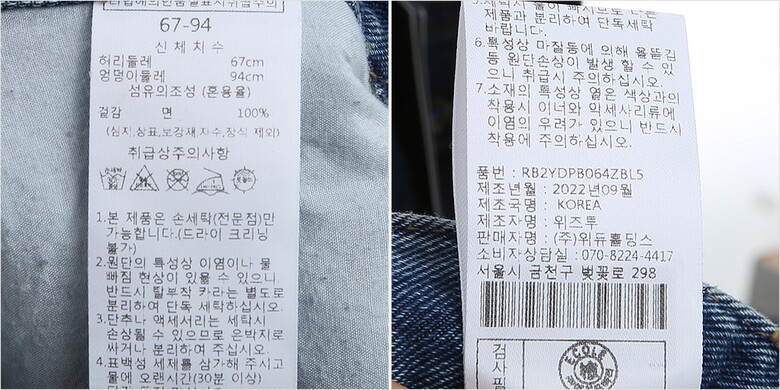 67-94
신체치수
허리둘레 67cm
엉덩이둘레 94cm
섬유의조성 (혼용율)
겉감 면 100%
(심지,상표,보강재,자수,장식 제외)
취급상주의사항
1.본 제품은 손세탁(전문점)만
가능합니다.(드라이 크리닝
불가)
2.원단의 특성상 이염이나 물
빠짐 현상이 있을 수 있으니
반드시 탈부착 카라는 별도로
분리하여 단독 세탁하십시오.
3.단추나 액세서리는 세탁시
손상될 수 있으므로 은박지로
싸거나 분리하여 주십시오.
4.표백성 세제를 삼가해 주시고
물에 오랜시간(30분 이상)
제품과 분리하여 단독세탁
바랍니다.
6.특성상 마찰등에 의해 올뜯김
등 원단손상이 발생 할 수 있
으니 취급시 주의하십시오.
7.소재의 특성상 옅은 색상과의
착용시 이너와 악세사리류에
이염의 우려가 있으니 반드시
착용에 주의하십시오.
품번 : RB2YDPB064ZBL5
제조년월 : 2022년09월
제조국명 : KOREA
제조자명 : 위즈투
판매자명 : (주)위듀홀딩스
소비자상담실 : 070-8224-4417
서울시 금천구 벚꽃로 298
검
사
필
ECOLE